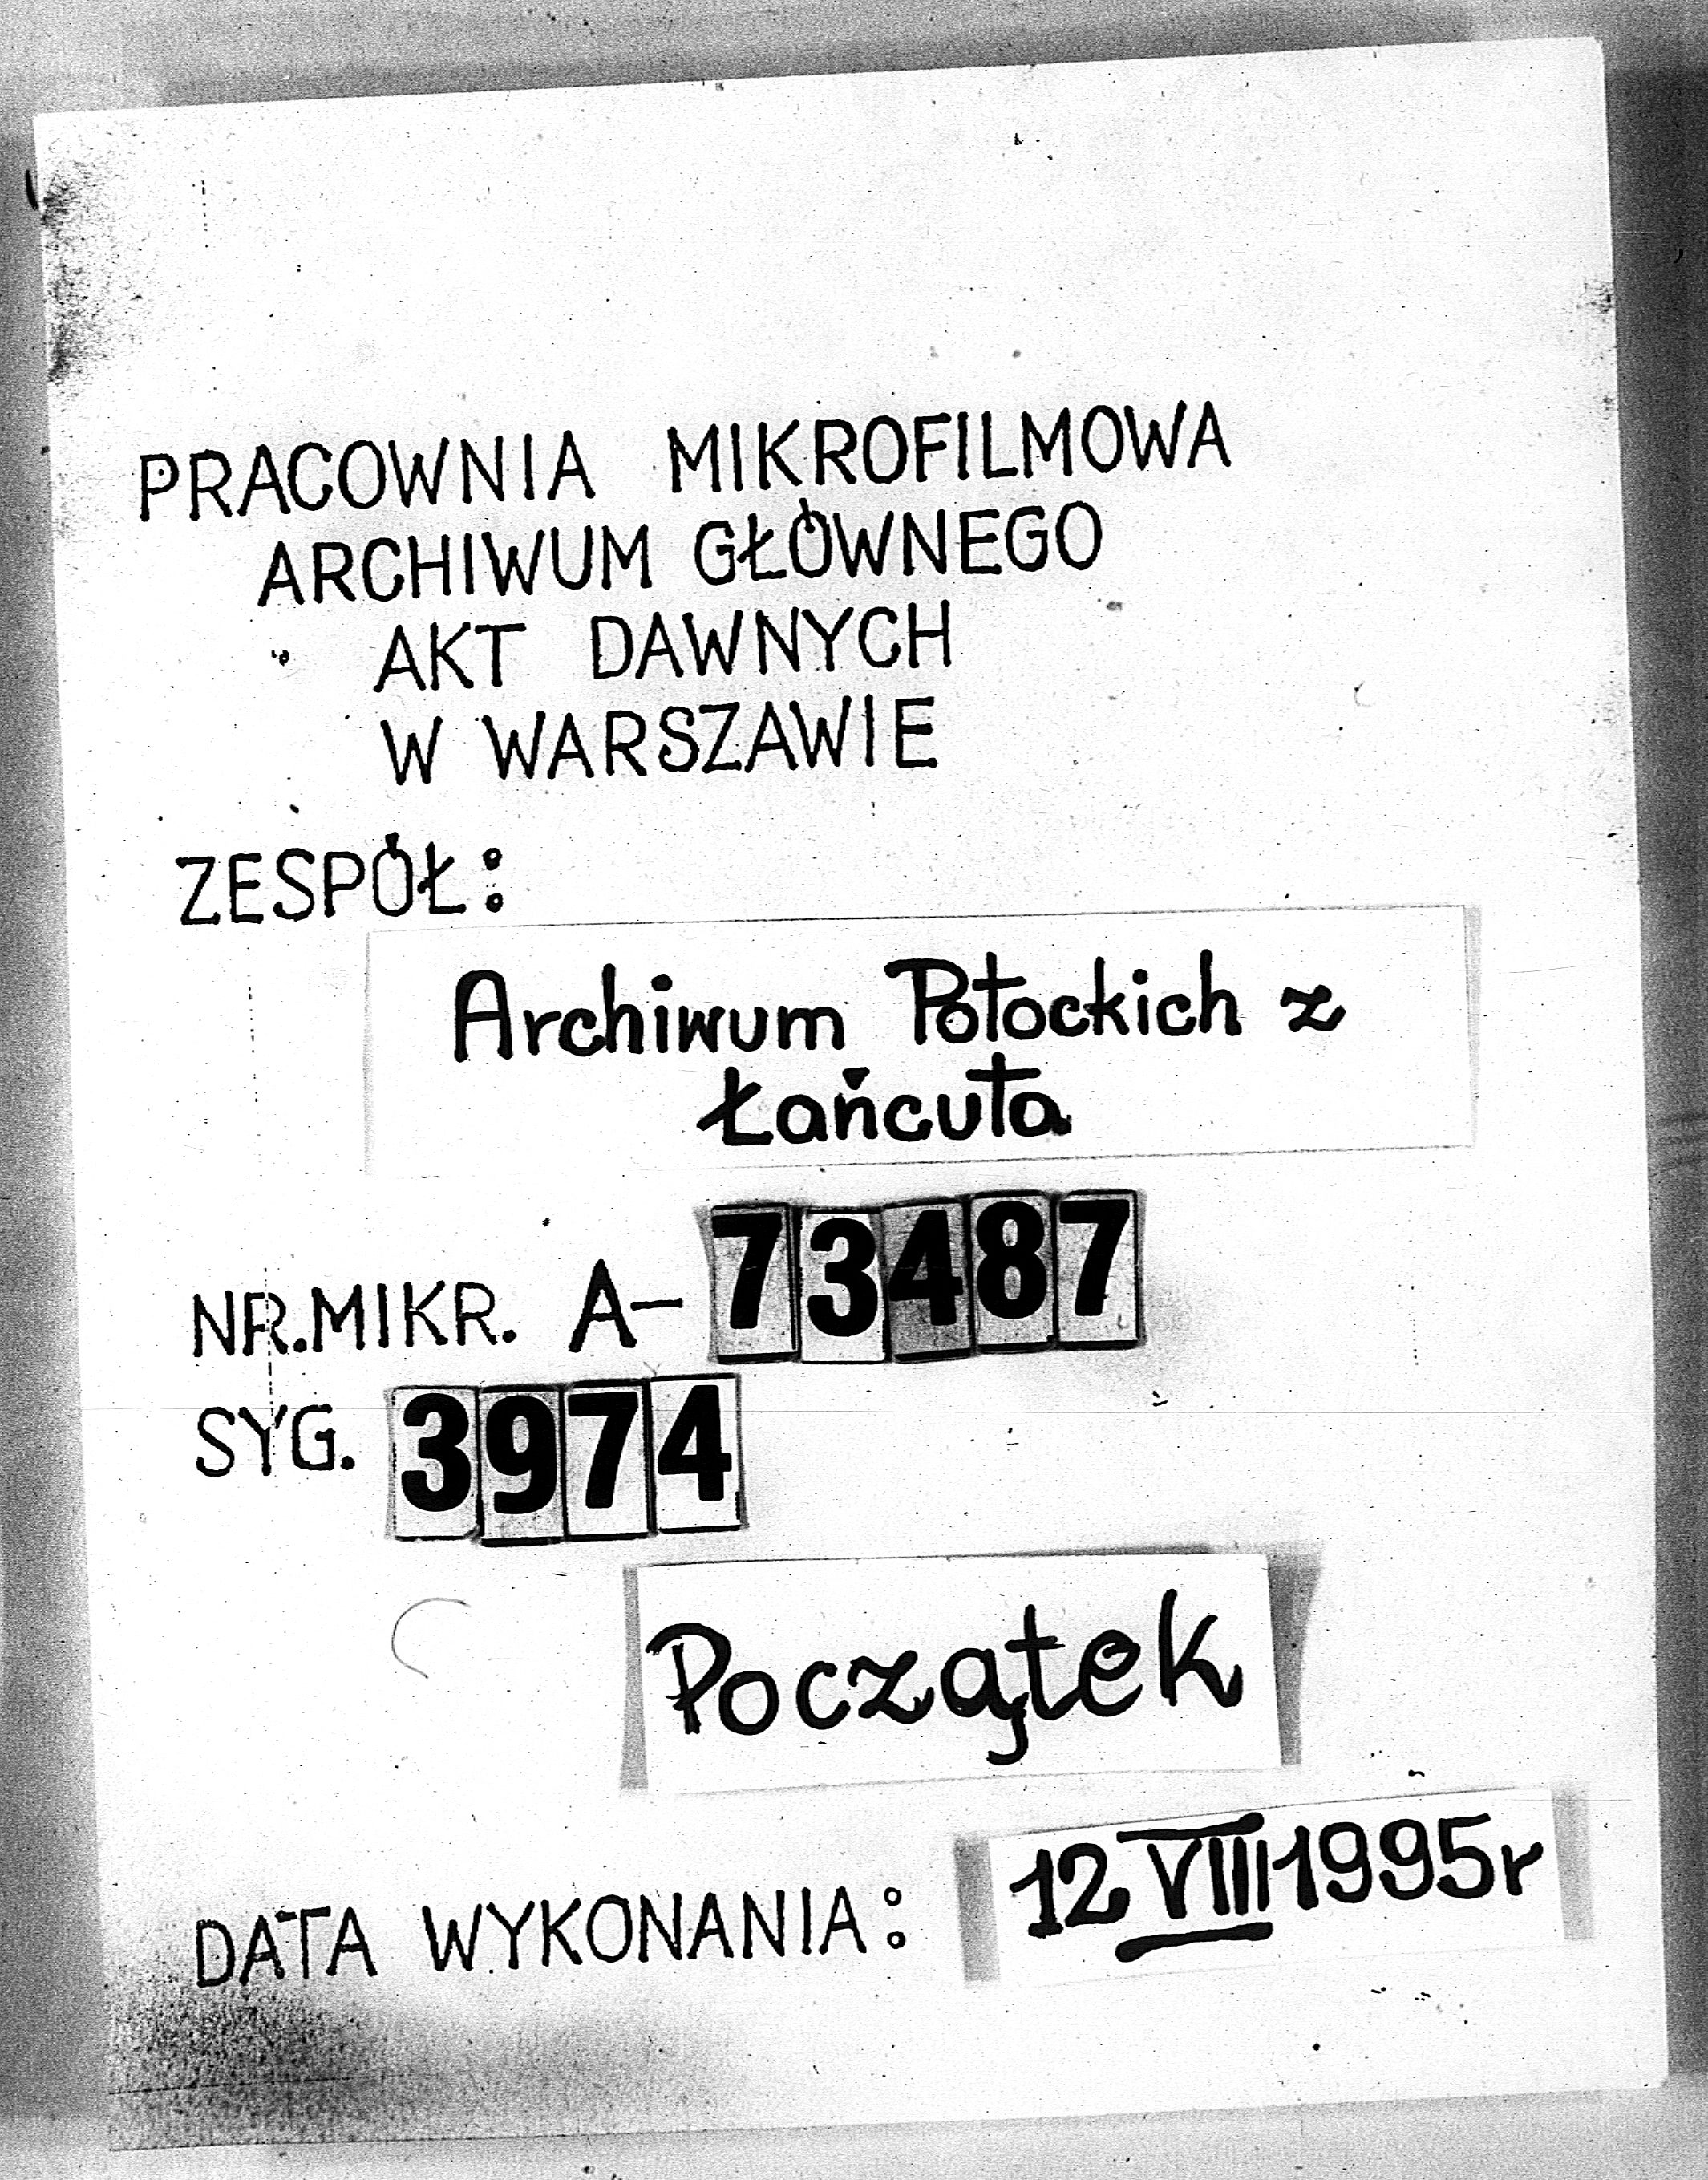 PRACOWNIA MIKROFILMOWA
ARCHIWUM GŁÓWNEGO
AKT DAWNYCH
W WARSZAWIE
ZESPÓŁ:
Archiwum Potockich z
Łańcuta
NR.MIKR. A- 73487
SYG. 3974
Początek
DATA WYKONANIA: 12 VIII 1995r